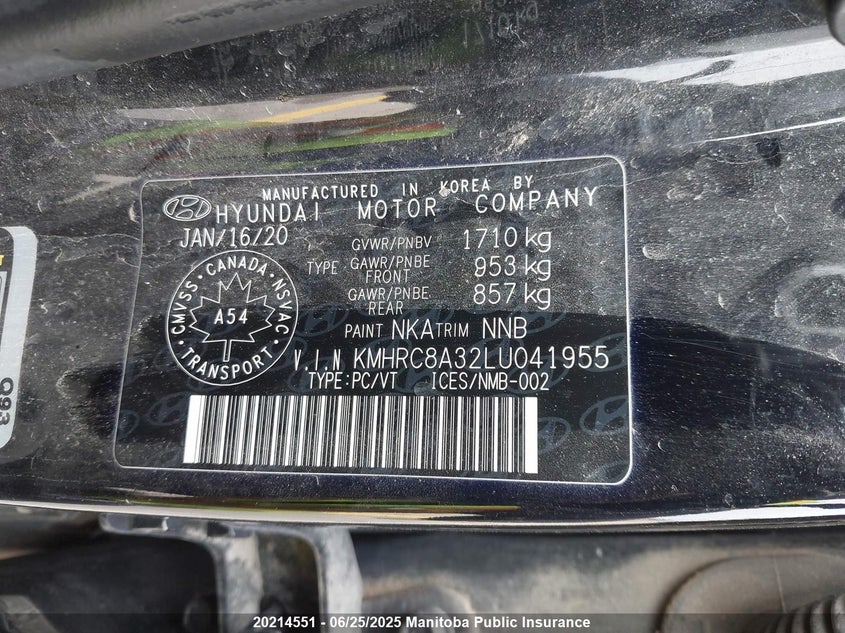 MANUFACTURED IN KOREA BY
HYUNDAI MOTOR COMPANY
JAN/16/20
GVWR/PNBV 1710 kg
TYPE GAWR/PNBE FRONT 953 kg
GAWR/PNBE REAR 857 kg
CANADA
CMVSS NSVAC
A54
TRANSPORT
PAINT NKA TRIM NNB
V.I.N KMHRC8A32LU041955
TYPE:PC/VT ICES/NMB-002
Q93
1710kg
20214551 - 06/25/2025 Manitoba Public Insurance